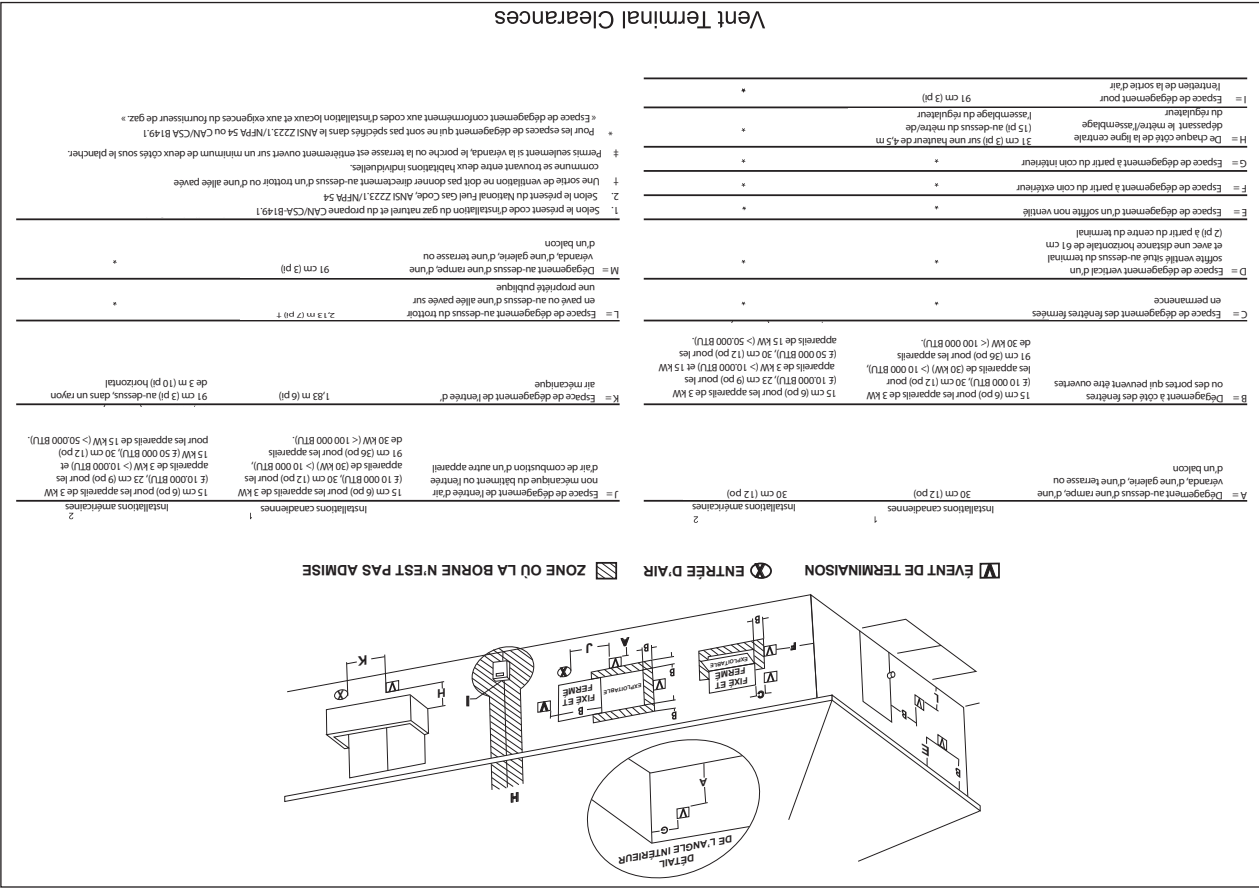 DÉTAIL
DE L'ANGLE INTÉRIEUR
G
V
A
H
B
E
V
B
V
L
F
V
C
V
FIXÉ ET
FERMÉ
EXPLOITABLE
B
B
B
V
B
FIXÉ ET
FERMÉ
EXPLOITABLE
V
B
V
A
J
X
I
H
V
K
X
V ÉVENT DE TERMINAISON
X ENTRÉE D'AIR
ZONE OÙ LA BORNE N'EST PAS ADMISE
Installations canadiennes 1
Installations américaines 2
A = Dégagement au-dessus d'une rampe, d'une
véranda, d'une galerie, d'une terrasse ou
d'un balcon
30 cm (12 po)
30 cm (12 po)
B = Dégagement à côté des fenêtres
ou des portes qui peuvent être ouvertes
15 cm (6 po) pour les appareils de 3 kW
(£ 10 000 BTU), 30 cm (12 po) pour
les appareils de (30 kW) (> 10 000 BTU),
91 cm (36 po) pour les appareils
de 30 kW (< 100 000 BTU).
15 cm (6 po) pour les appareils de 3 kW
(£ 10.000 BTU), 23 cm (9 po) pour les
appareils de 3 kW (> 10.000 BTU) et 15 kW
(£ 50 000 BTU), 30 cm (12 po) pour les
appareils de 15 kW (> 50.000 BTU).
C = Espace de dégagement des fenêtres fermées
en permanence
*
*
D = Espace de dégagement vertical d'un
soffite ventilé situé au-dessus du terminal
et avec une distance horizontale de 61 cm
(2 pi) à partir du centre du terminal
*
*
E = Espace de dégagement d'un soffite non ventilé
*
*
F = Espace de dégagement à partir du coin extérieur
*
*
G = Espace de dégagement à partir du coin intérieur
*
*
H = De chaque côté de la ligne centrale
dépassant le mètre/l'assemblage
du régulateur
31 cm (3 pi) sur une hauteur de 4,5 m
(15 pi) au-dessus du mètre/de
l'assemblage du régulateur
*
I = Espace de dégagement pour
l'entretien de la sortie d'air
91 cm (3 pi)
*
Installations canadiennes 1
Installations américaines 2
J = Espace de dégagement de l'entrée d'air
non mécanique du bâtiment ou l'entrée
d'air de combustion d'un autre appareil
15 cm (6 po) pour les appareils de 3 kW
(£ 10 000 BTU), 30 cm (12 po) pour les
appareils de (30 kW) (> 10 000 BTU),
91 cm (36 po) pour les appareils
de 30 kW (< 100 000 BTU).
15 cm (6 po) pour les appareils de 3 kW
(£ 10.000 BTU), 23 cm (9 po) pour les
appareils de 3 kW (> 10.000 BTU) et
15 kW (£ 50 000 BTU), 30 cm (12 po)
pour les appareils de 15 kW (> 50.000 BTU).
K = Espace de dégagement de l'entrée d'
air mécanique
1,83 m (6 pi)
91 cm (3 pi) au-dessus, dans un rayon
de 3 m (10 pi) horizontal
L = Espace de dégagement au-dessus du trottoir
en pavé ou au-dessus d'une allée pavée sur
une propriété publique
2,13 m (7 pi) †
*
M = Dégagement au-dessus d'une rampe, d'une
véranda, d'une galerie, d'une terrasse ou
d'un balcon
91 cm (3 pi)
*
1. Selon le présent code d'installation du gaz naturel et du propane CAN/CSA-B149.1
2. Selon le présent du National Fuel Gas Code, ANSI Z223.1/NFPA 54
† Une sortie de ventilation ne doit pas donner directement au-dessus d'un trottoir ou d'une allée pavée
commune se trouvant entre deux habitations individuelles.
‡ Permis seulement si la véranda, le porche ou la terrasse est entièrement ouvert sur un minimum de deux côtés sous le plancher.
* Pour les espaces de dégagement qui ne sont pas spécifiés dans le ANSI Z223.1/NFPA 54 ou CAN/CSA B149.1
« Espace de dégagement conformément aux codes d'installation locaux et aux exigences du fournisseur de gaz. »
Vent Terminal Clearances